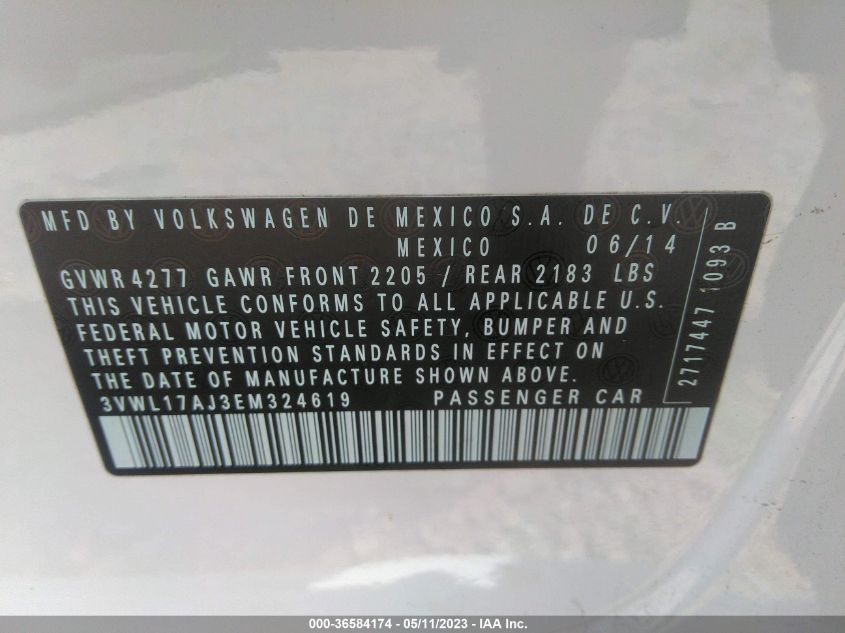 MFD BY VOLKSWAGEN DE MEXICO S.A. DE C.V.
MEXICO 06/14
GVWR 4277 GAWR FRONT 2205 / REAR 2183 LBS
THIS VEHICLE CONFORMS TO ALL APPLICABLE U.S.
FEDERAL MOTOR VEHICLE SAFETY, BUMPER AND
THEFT PREVENTION STANDARDS IN EFFECT ON
THE DATE OF MANUFACTURE SHOWN ABOVE.
3VWL17AJ3EM324619 PASSENGER CAR
2717447 1093 B
000-36584174 - 05/11/2023 - IAA Inc.